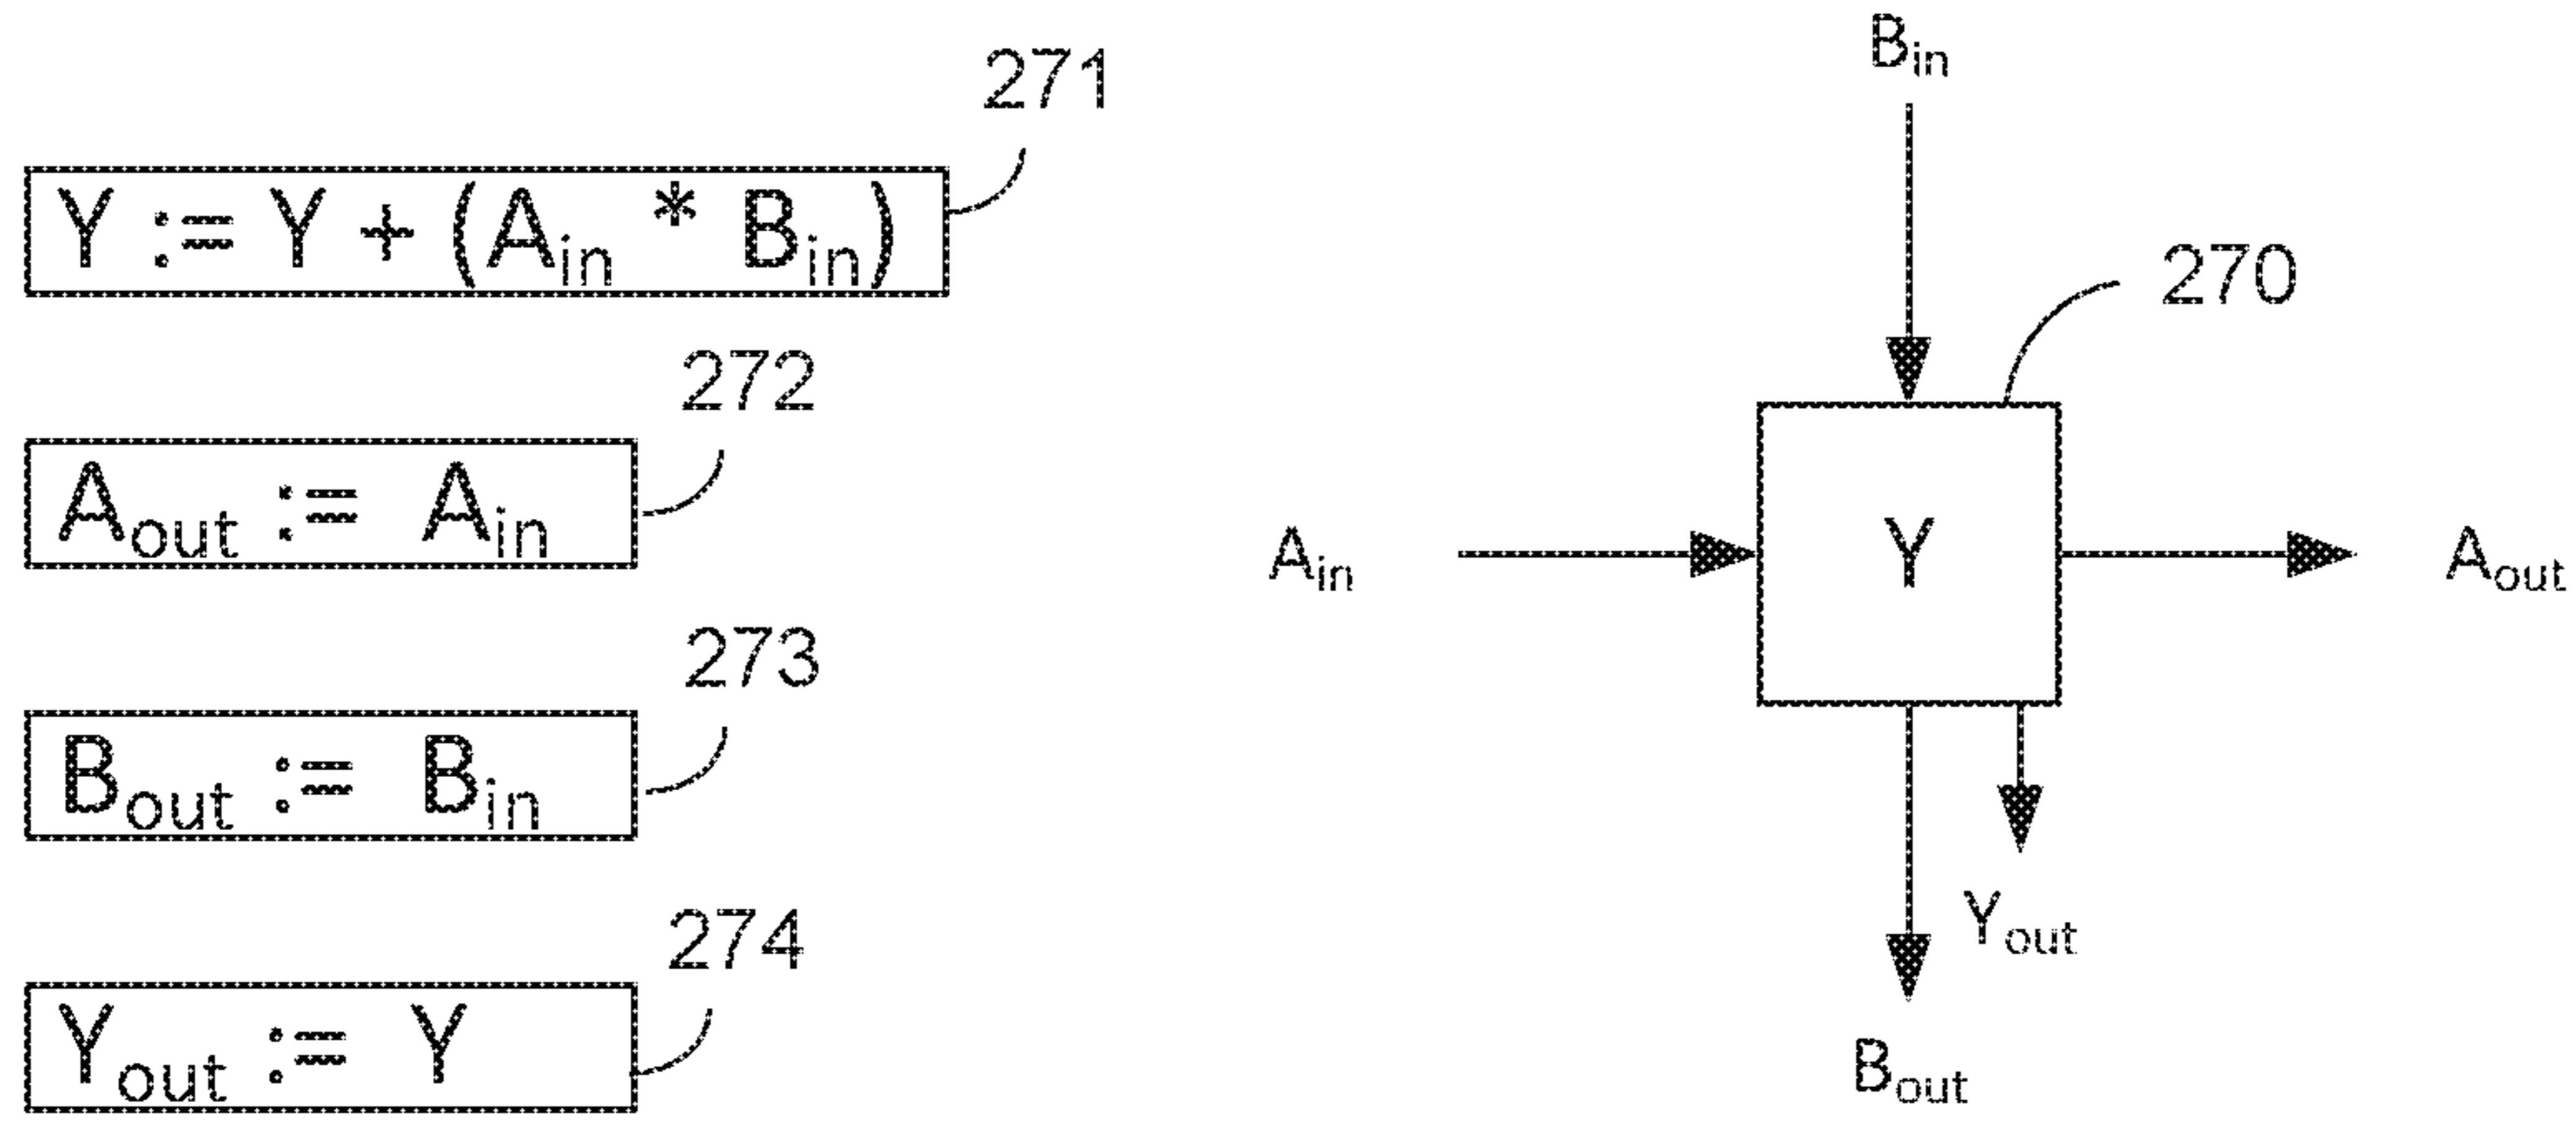 271
Y := Y + (Ain * Bin)
272
Aout := Ain
273
Bout := Bin
274
Yout := Y
Bin
270
Ain
Y
Aout
Yout
Bout